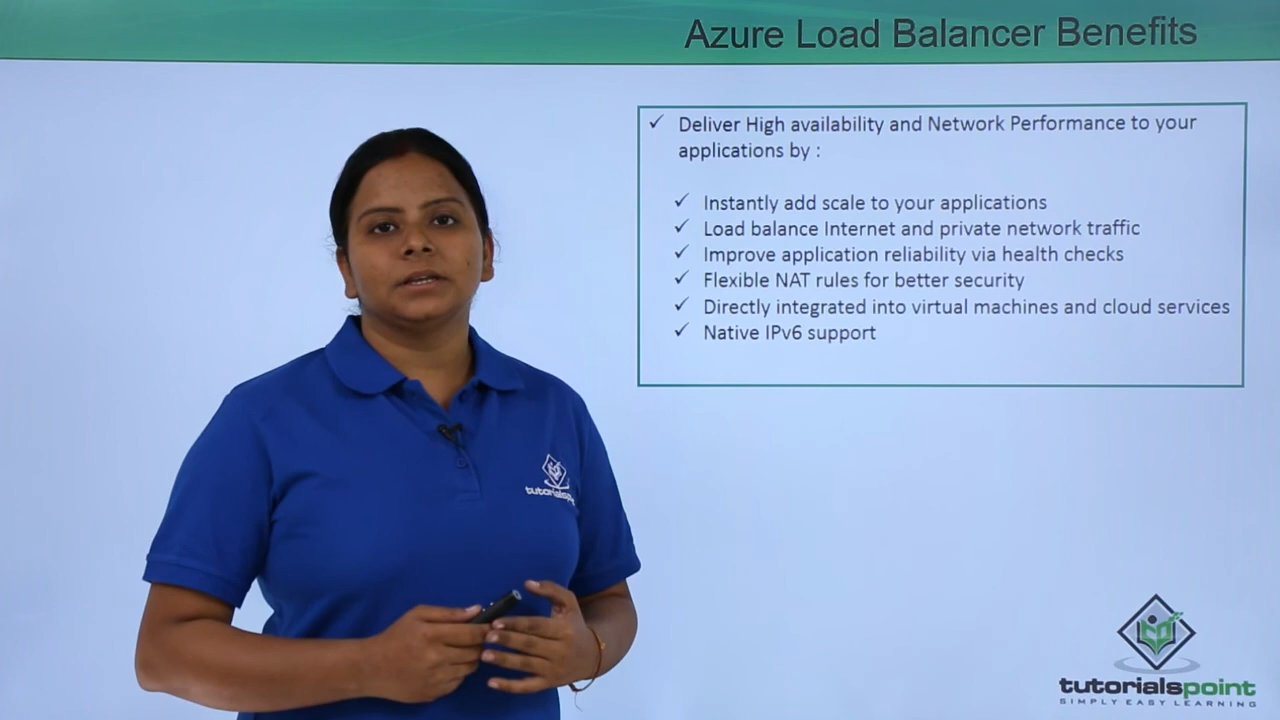 Azure Load Balancer Benefits
✓ Deliver High availability and Network Performance to your
applications by :
✓ Instantly add scale to your applications
✓ Load balance Internet and private network traffic
✓ Improve application reliability via health checks
✓ Flexible NAT rules for better security
✓ Directly integrated into virtual machines and cloud services
✓ Native IPv6 support
tutorialspoint
SIMPLY EASY LEARNING